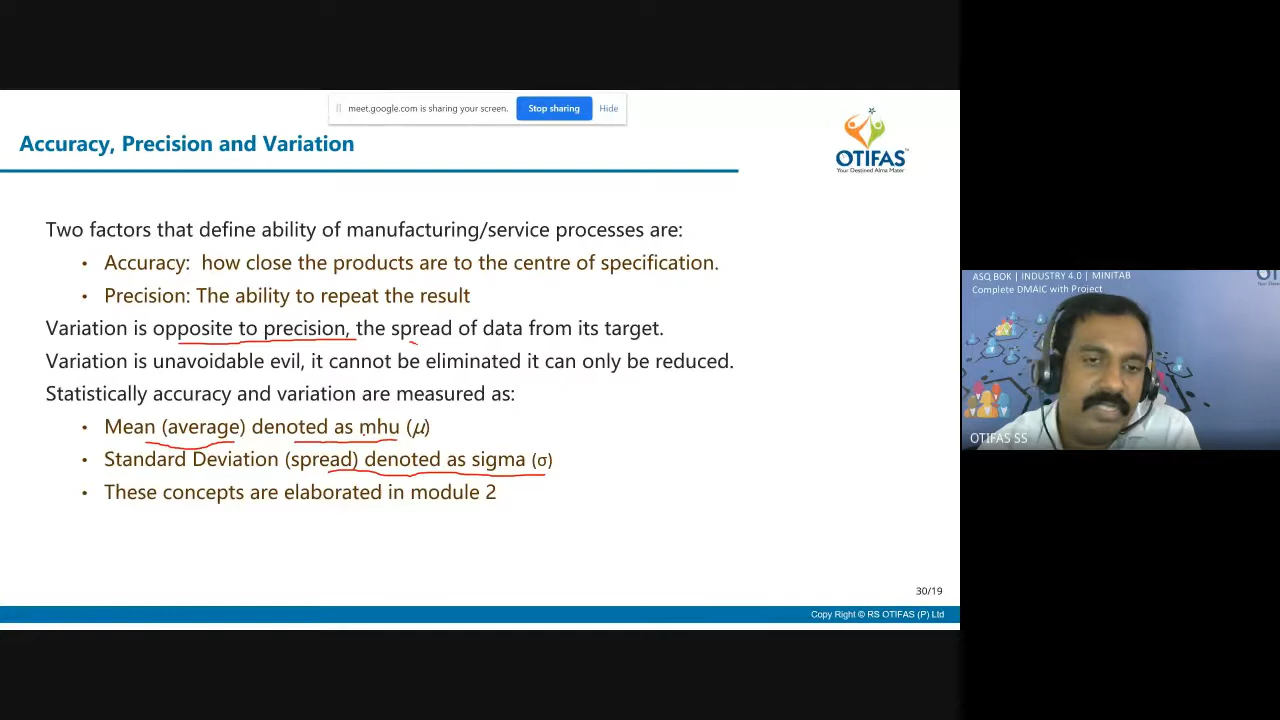 meet.google.com is sharing your screen. Stop sharing Hide
Accuracy, Precision and Variation
OTIFAS
Your Destined Alma Mater
Two factors that define ability of manufacturing/service processes are:
• Accuracy: how close the products are to the centre of specification.
• Precision: The ability to repeat the result
Variation is opposite to precision, the spread of data from its target.
Variation is unavoidable evil, it cannot be eliminated it can only be reduced.
Statistically accuracy and variation are measured as:
• Mean (average) denoted as mhu (μ)
• Standard Deviation (spread) denoted as sigma (σ)
• These concepts are elaborated in module 2
30/19
Copy Right © RS OTIFAS (P) Ltd
ASQ BOK | INDUSTRY 4.0 | MINITAB
Complete DMAIC with Project
OTIFAS SS